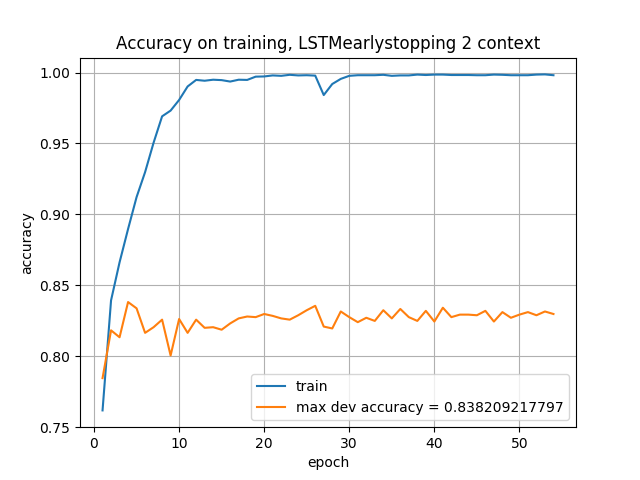 Accuracy on training, LSTMearlystopping 2 context
accuracy
1.00
0.95
0.90
0.85
0.80
0.75
train
max dev accuracy = 0.838209217797
0
10
20
30
40
50
epoch